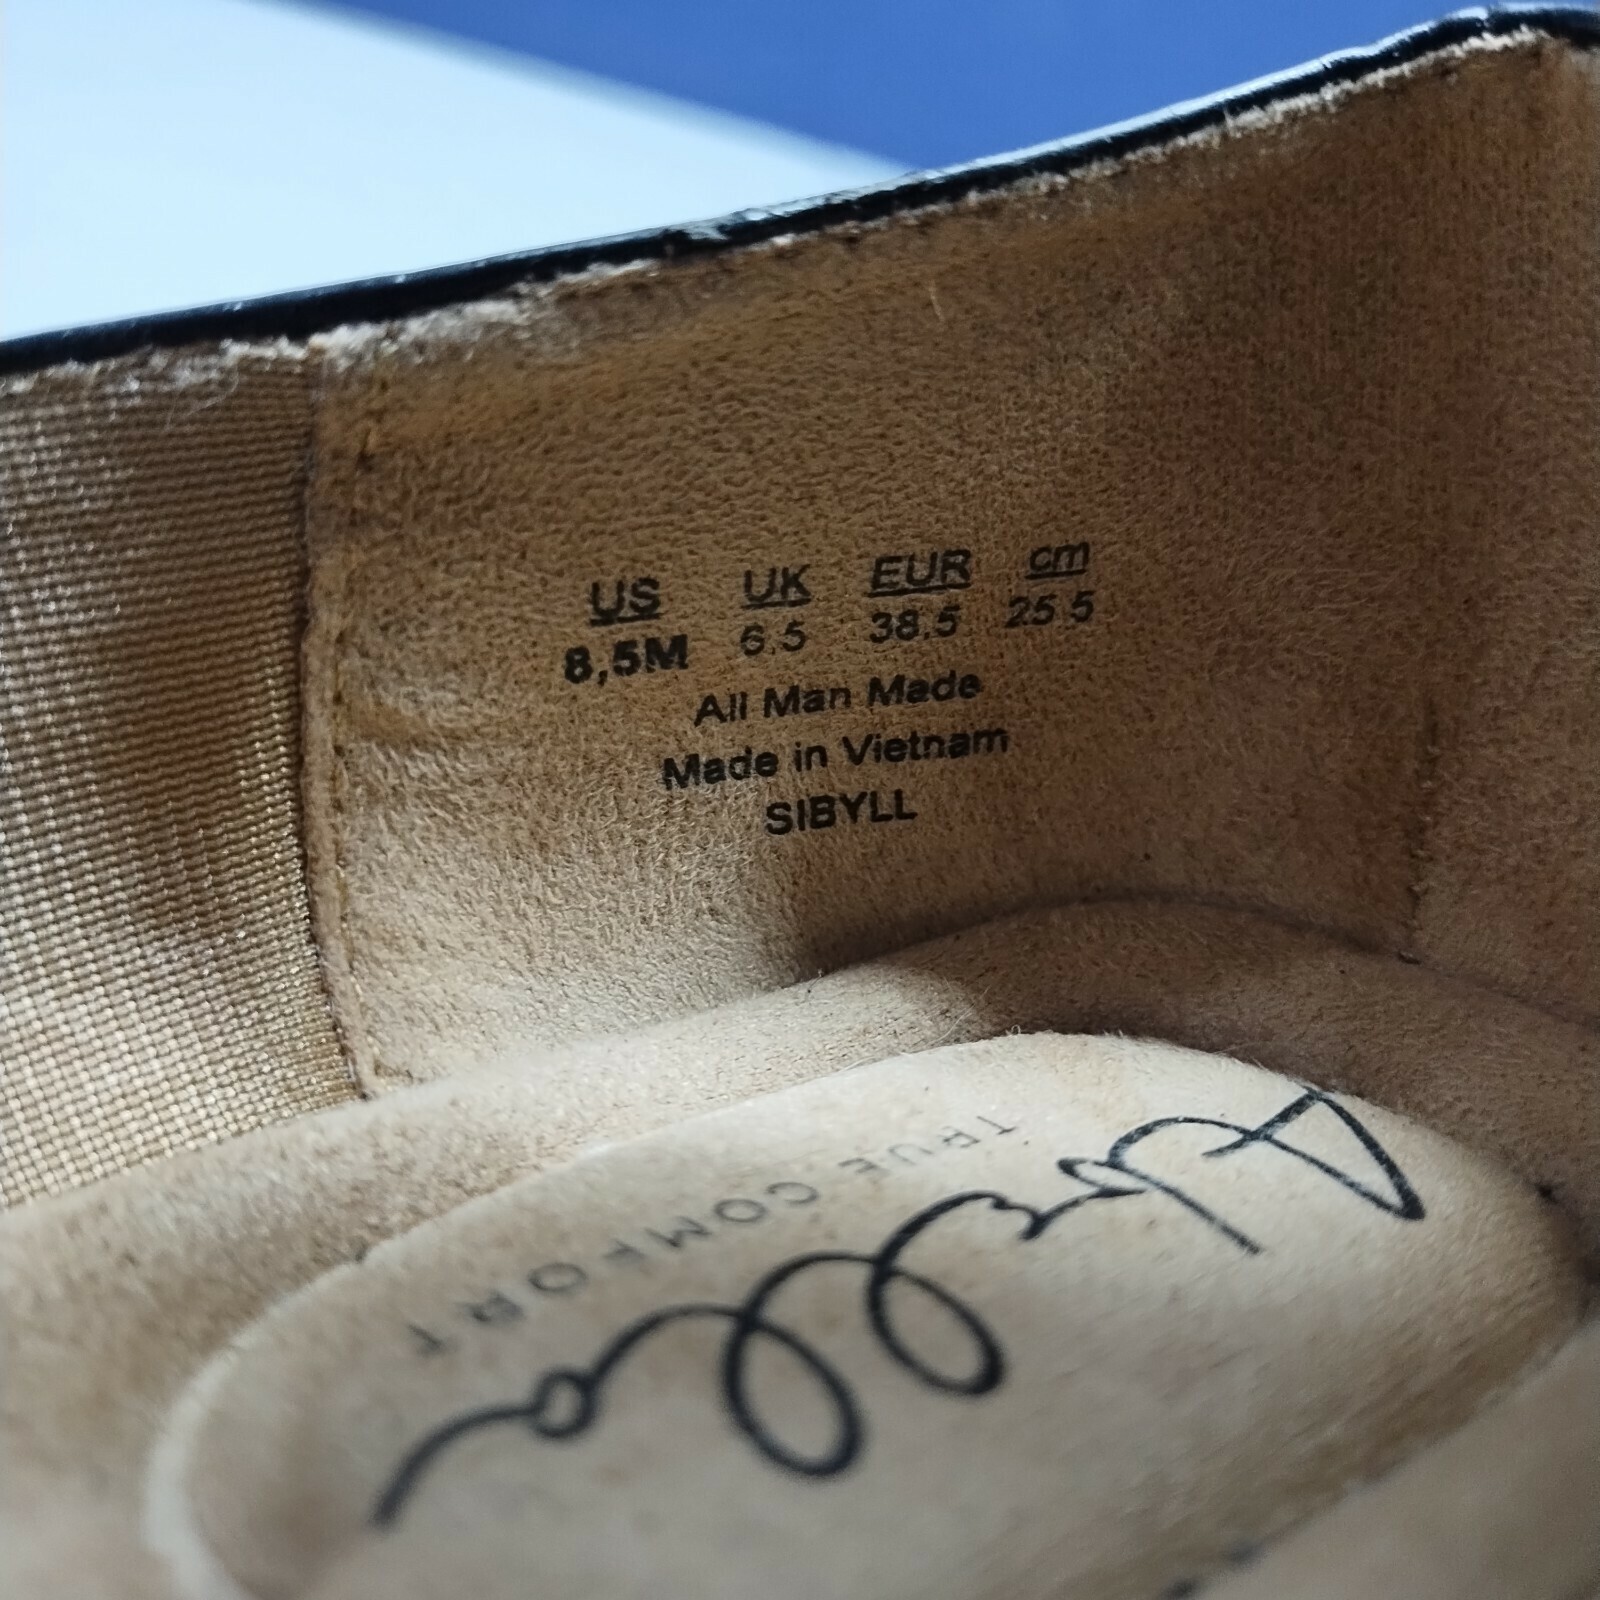 US UK EUR cm
8,5M 6.5 38.5 25 5
All Man Made
Made in Vietnam
SIBYLL
Abella
TRUE COMFORT